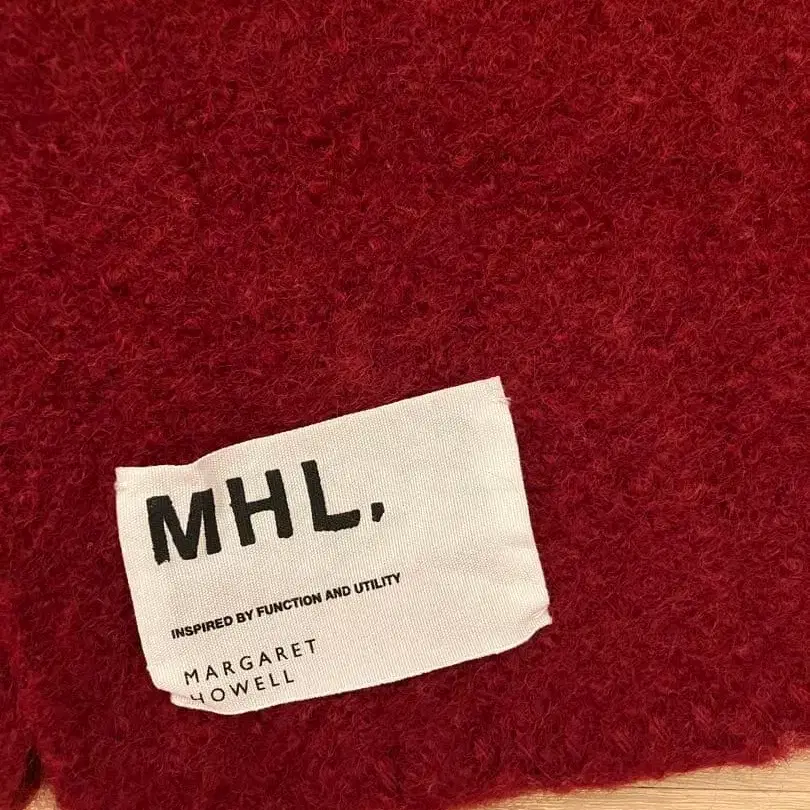 MHL.
INSPIRED BY FUNCTION AND UTILITY
MARGARET
HOWELL